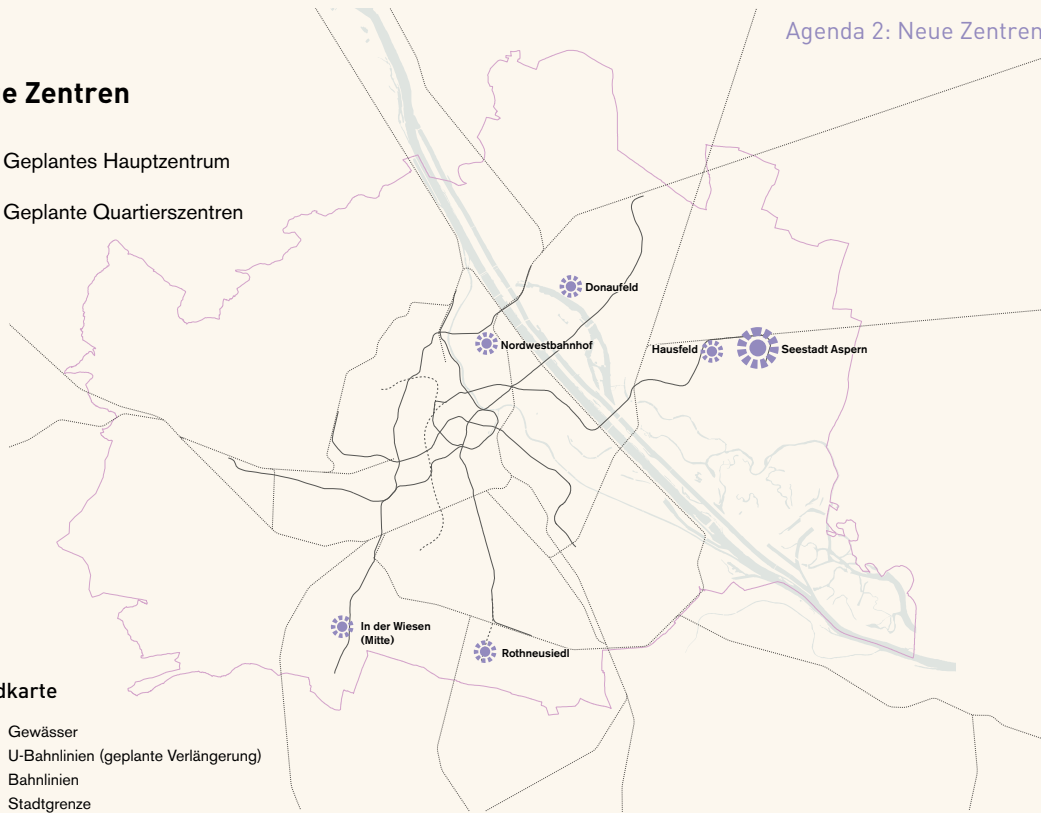 Agenda 2: Neue Zentren
e Zentren
Geplantes Hauptzentrum
Geplante Quartierszentren
Donaufeld
Nordwestbahnhof
Hausfeld
Seestadt Aspern
In der Wiesen
(Mitte)
Rothneusiedl
dkarte
Gewässer
U-Bahnlinien (geplante Verlängerung)
Bahnlinien
Stadtgrenze